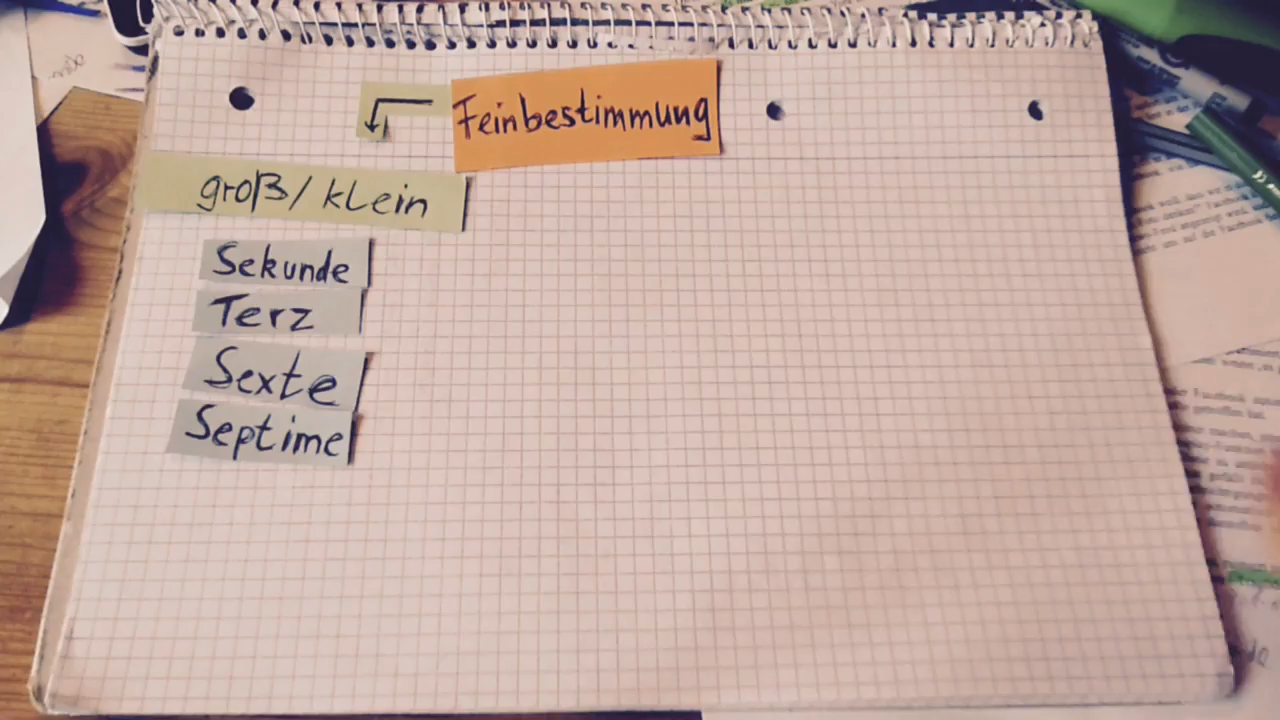 Feinbestimmung
groß/klein
Sekunde
Terz
Sexte
Septime